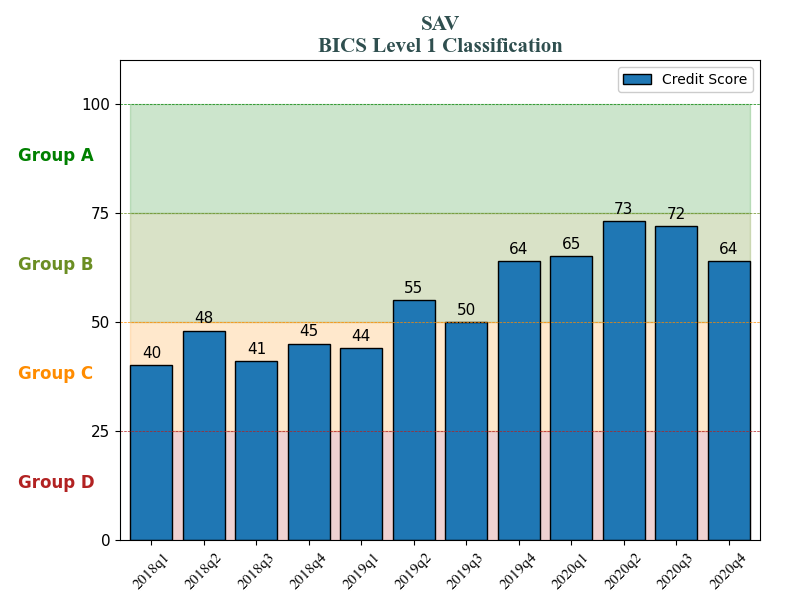 SAV
BICS Level 1 Classification
Credit Score
100
Group A
75
Group B
50
Group C
25
Group D
0
40
48
41
45
44
55
50
64
65
73
72
64
2018q1
2018q2
2018q3
2018q4
2019q1
2019q2
2019q3
2019q4
2020q1
2020q2
2020q3
2020q4